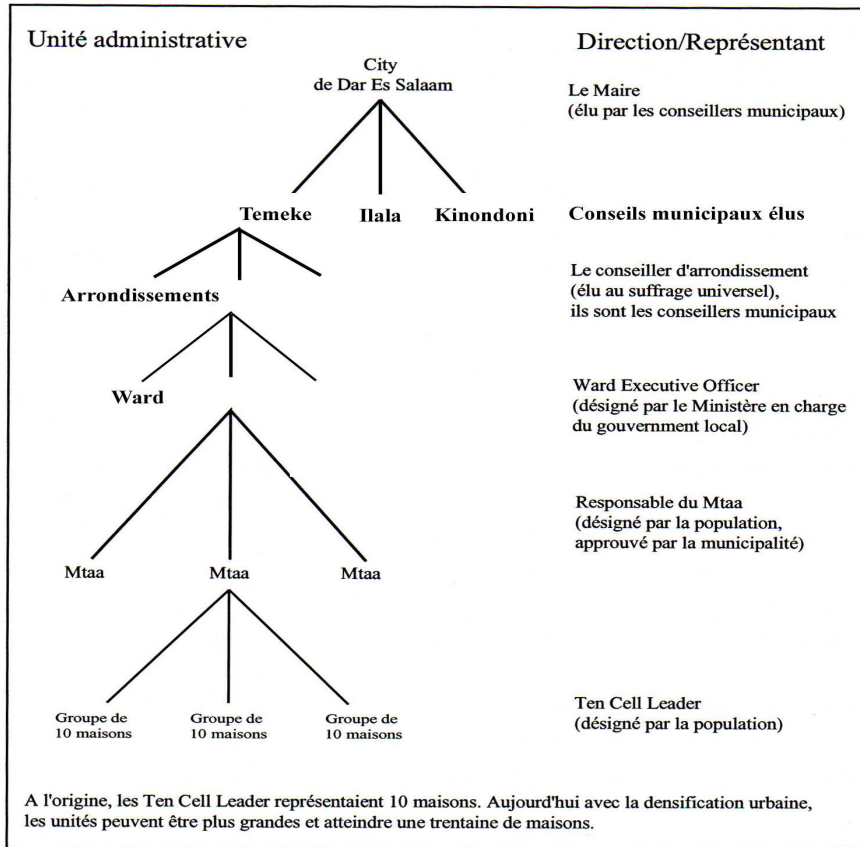 Unité administrative
Direction/Représentant
City
de Dar Es Salaam
Le Maire
(élu par les conseillers municipaux)
Temeke Ilala Kinondoni Conseils municipaux élus
Arrondissements
Le conseiller d'arrondissement
(élu au suffrage universel),
ils sont les conseillers municipaux
Ward
Ward Executive Officer
(désigné par le Ministère en charge
du gouvernment local)
Responsable du Mtaa
(désigné par la population,
approuvé par la municipalité)
Mtaa Mtaa Mtaa
Groupe de
10 maisons
Groupe de
10 maisons
Groupe de
10 maisons
Ten Cell Leader
(désigné par la population)
A l'origine, les Ten Cell Leader représentaient 10 maisons. Aujourd'hui avec la densification urbaine,
les unités peuvent être plus grandes et atteindre une trentaine de maisons.